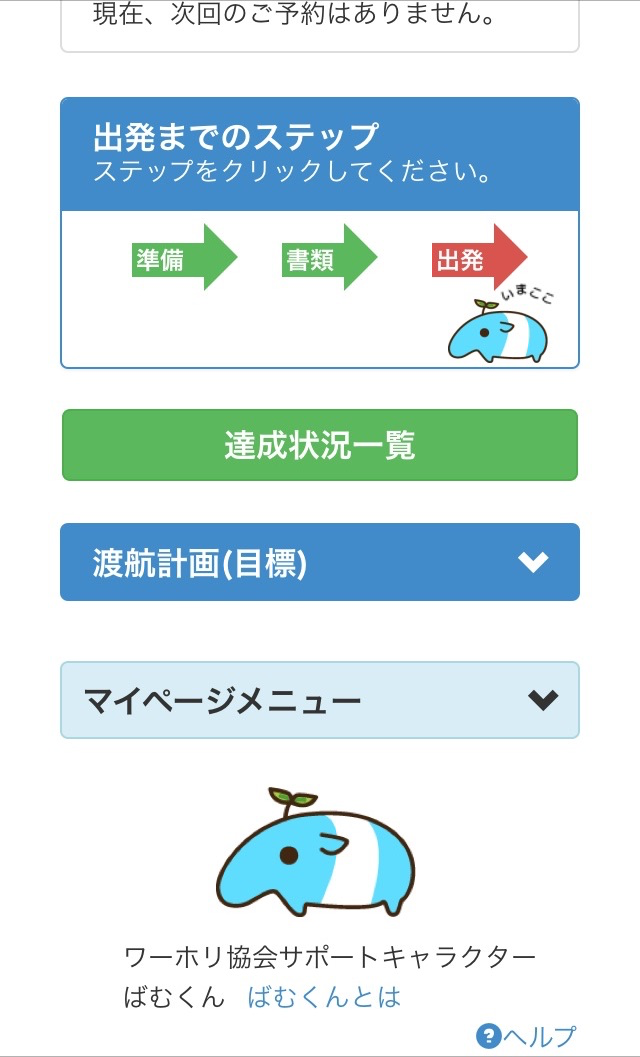 現在、次回のご予約はありません。
出発までのステップ
ステップをクリックしてください。
準備
書類
出発
いまここ
達成状況一覧
渡航計画(目標)
マイページメニュー
ワーホリ協会サポートキャラクター
ばむくん ばむくんとは
?ヘルプ